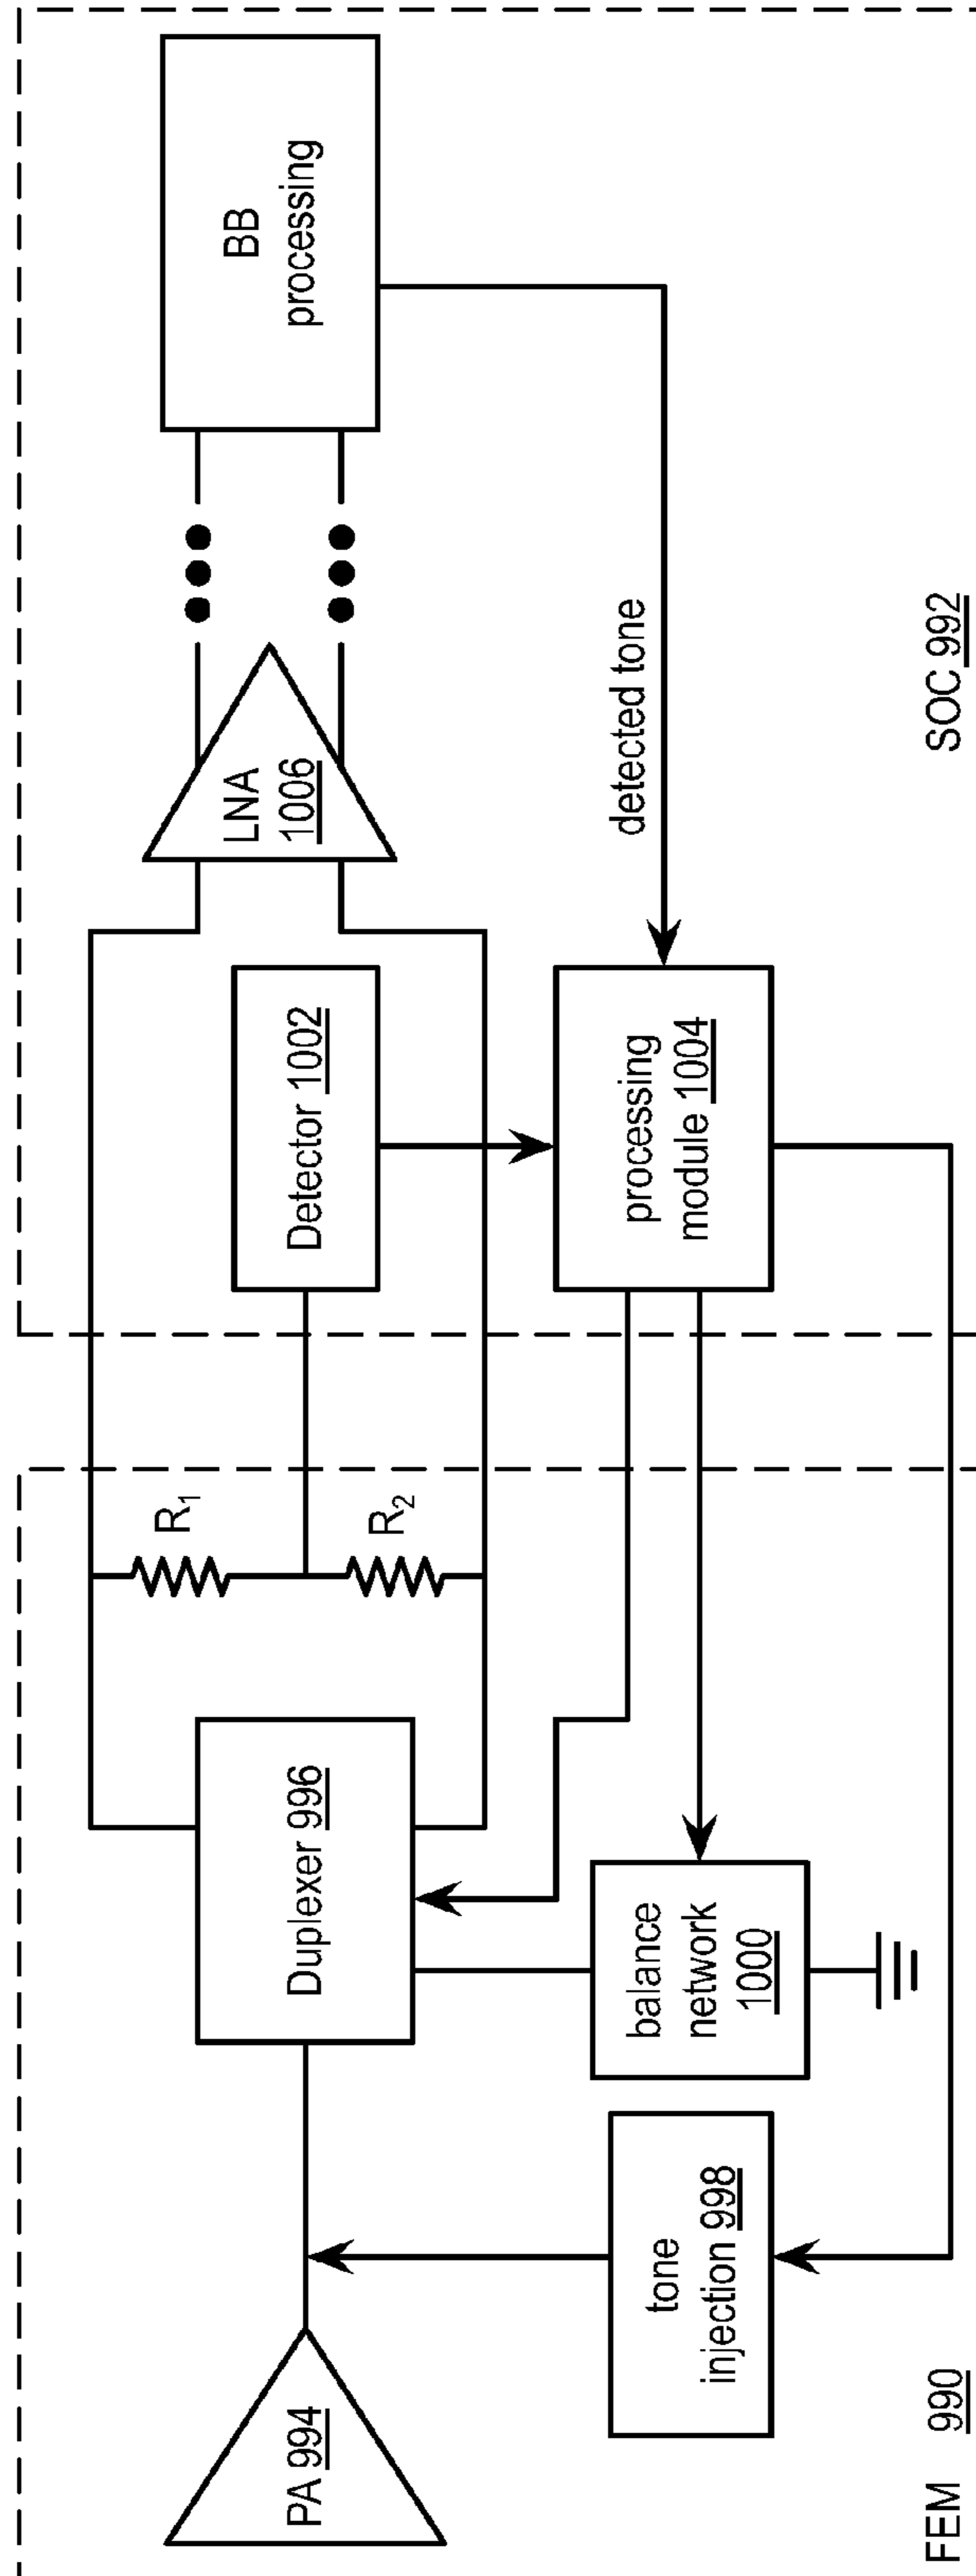 PA 994
Duplexer 996
R1
R2
Detector 1002
LNA
1006
BB
processing
tone
injection 998
balance
network
1000
processing
module 1004
detected tone
FEM 990
SOC 992